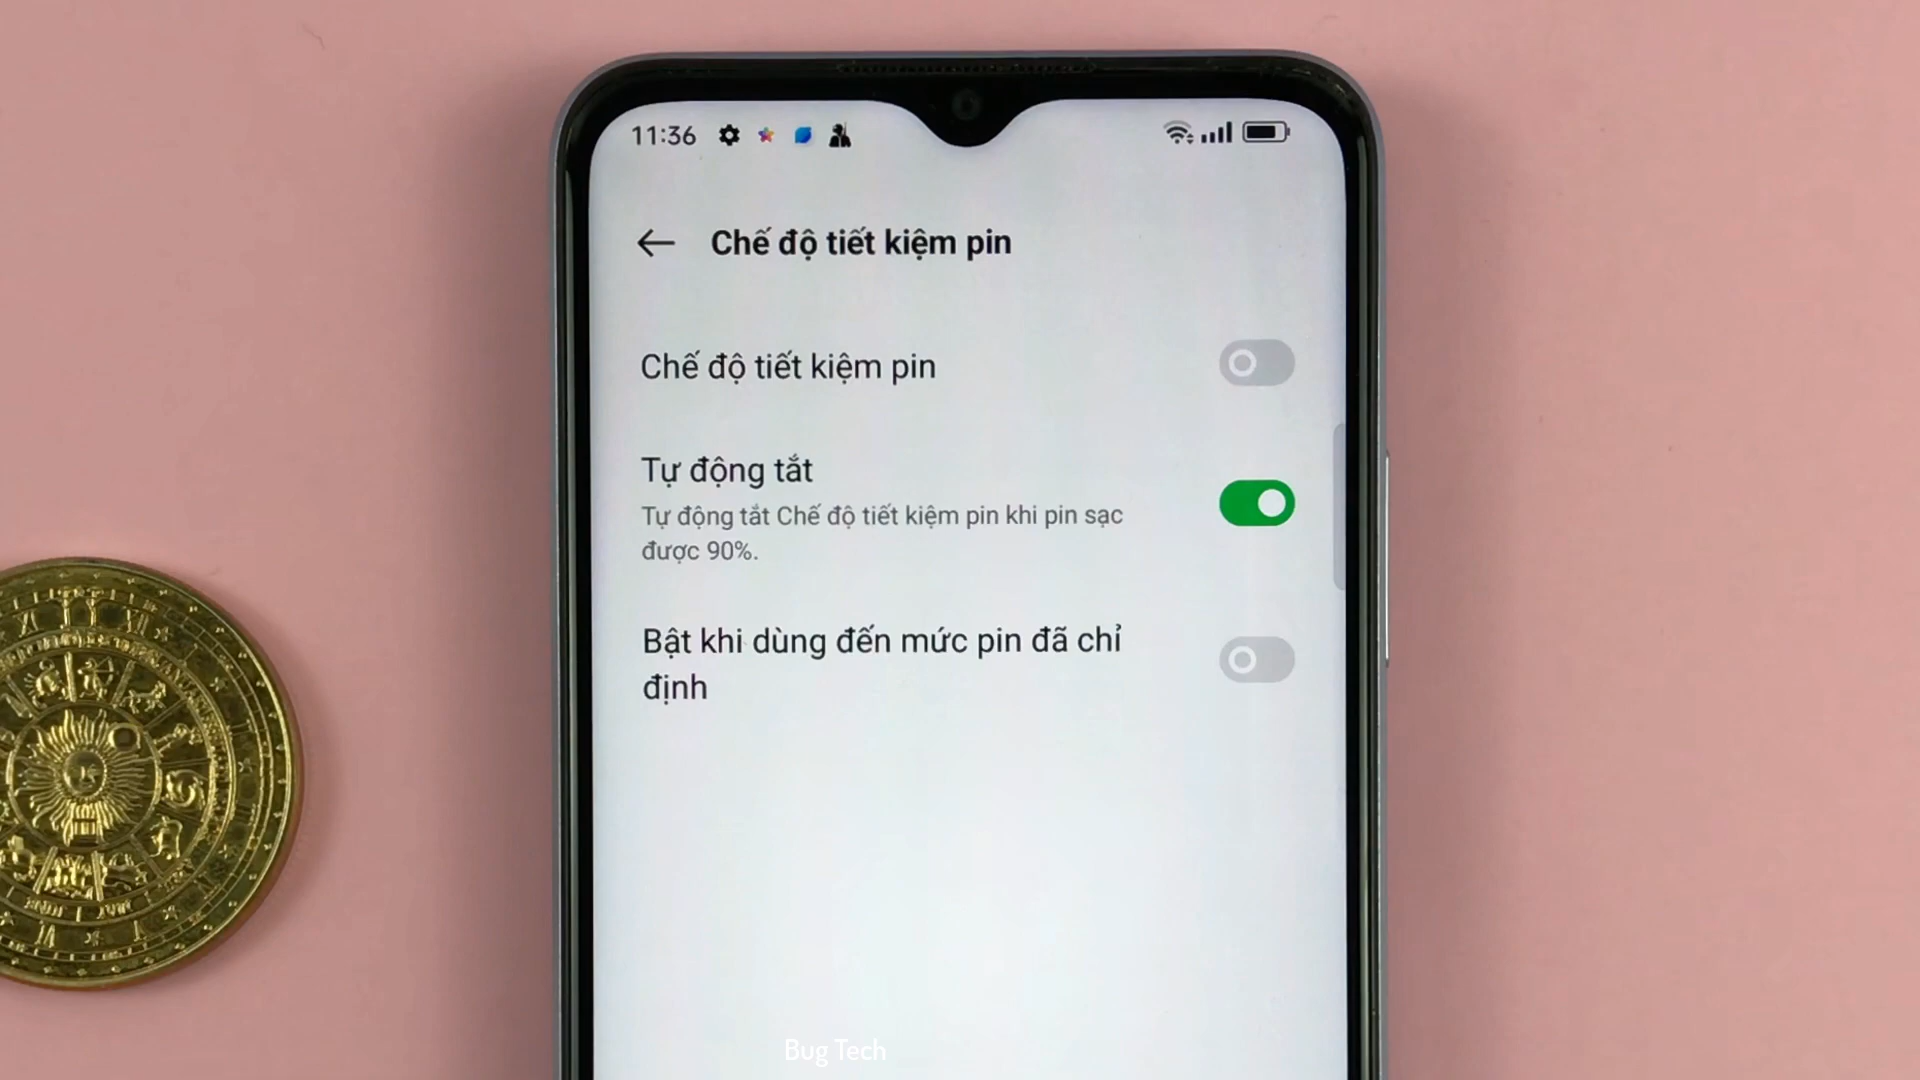 11:36
Chế độ tiết kiệm pin
Chế độ tiết kiệm pin
Tự động tắt
Tự động tắt Chế độ tiết kiệm pin khi pin sạc
được 90%.
Bật khi dùng đến mức pin đã chỉ
định
Bug Tech